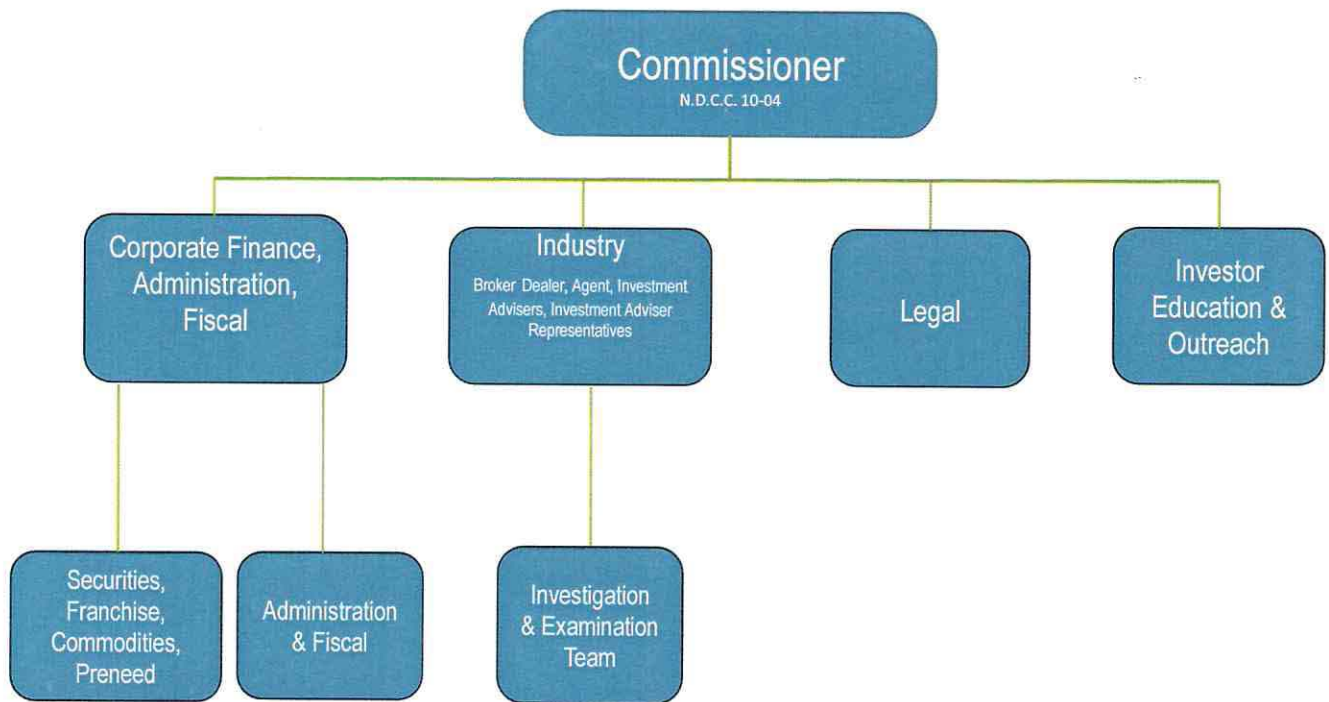 Commissioner
N.D.C.C. 10-04
Corporate Finance,
Administration,
Fiscal
Industry
Broker Dealer, Agent, Investment
Advisers, Investment Adviser
Representatives
Legal
Investor
Education &
Outreach
Securities,
Franchise,
Commodities,
Preneed
Administration
& Fiscal
Investigation
& Examination
Team